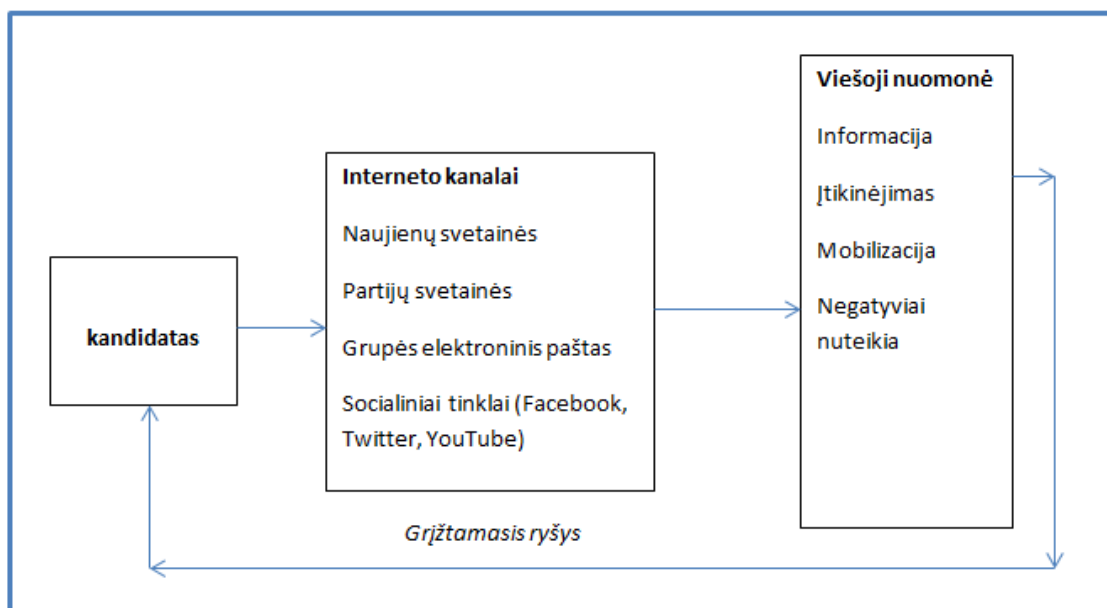 kandidatas
Interneto kanalai
Naujienų svetainės
Partijų svetainės
Grupės elektroninis paštas
Socialiniai tinklai (Facebook,
Twitter, YouTube)
Viešoji nuomonė
Informacija
Įtikinėjimas
Mobilizacija
Negatyviai
nuteikia
Grįžtamasis ryšys